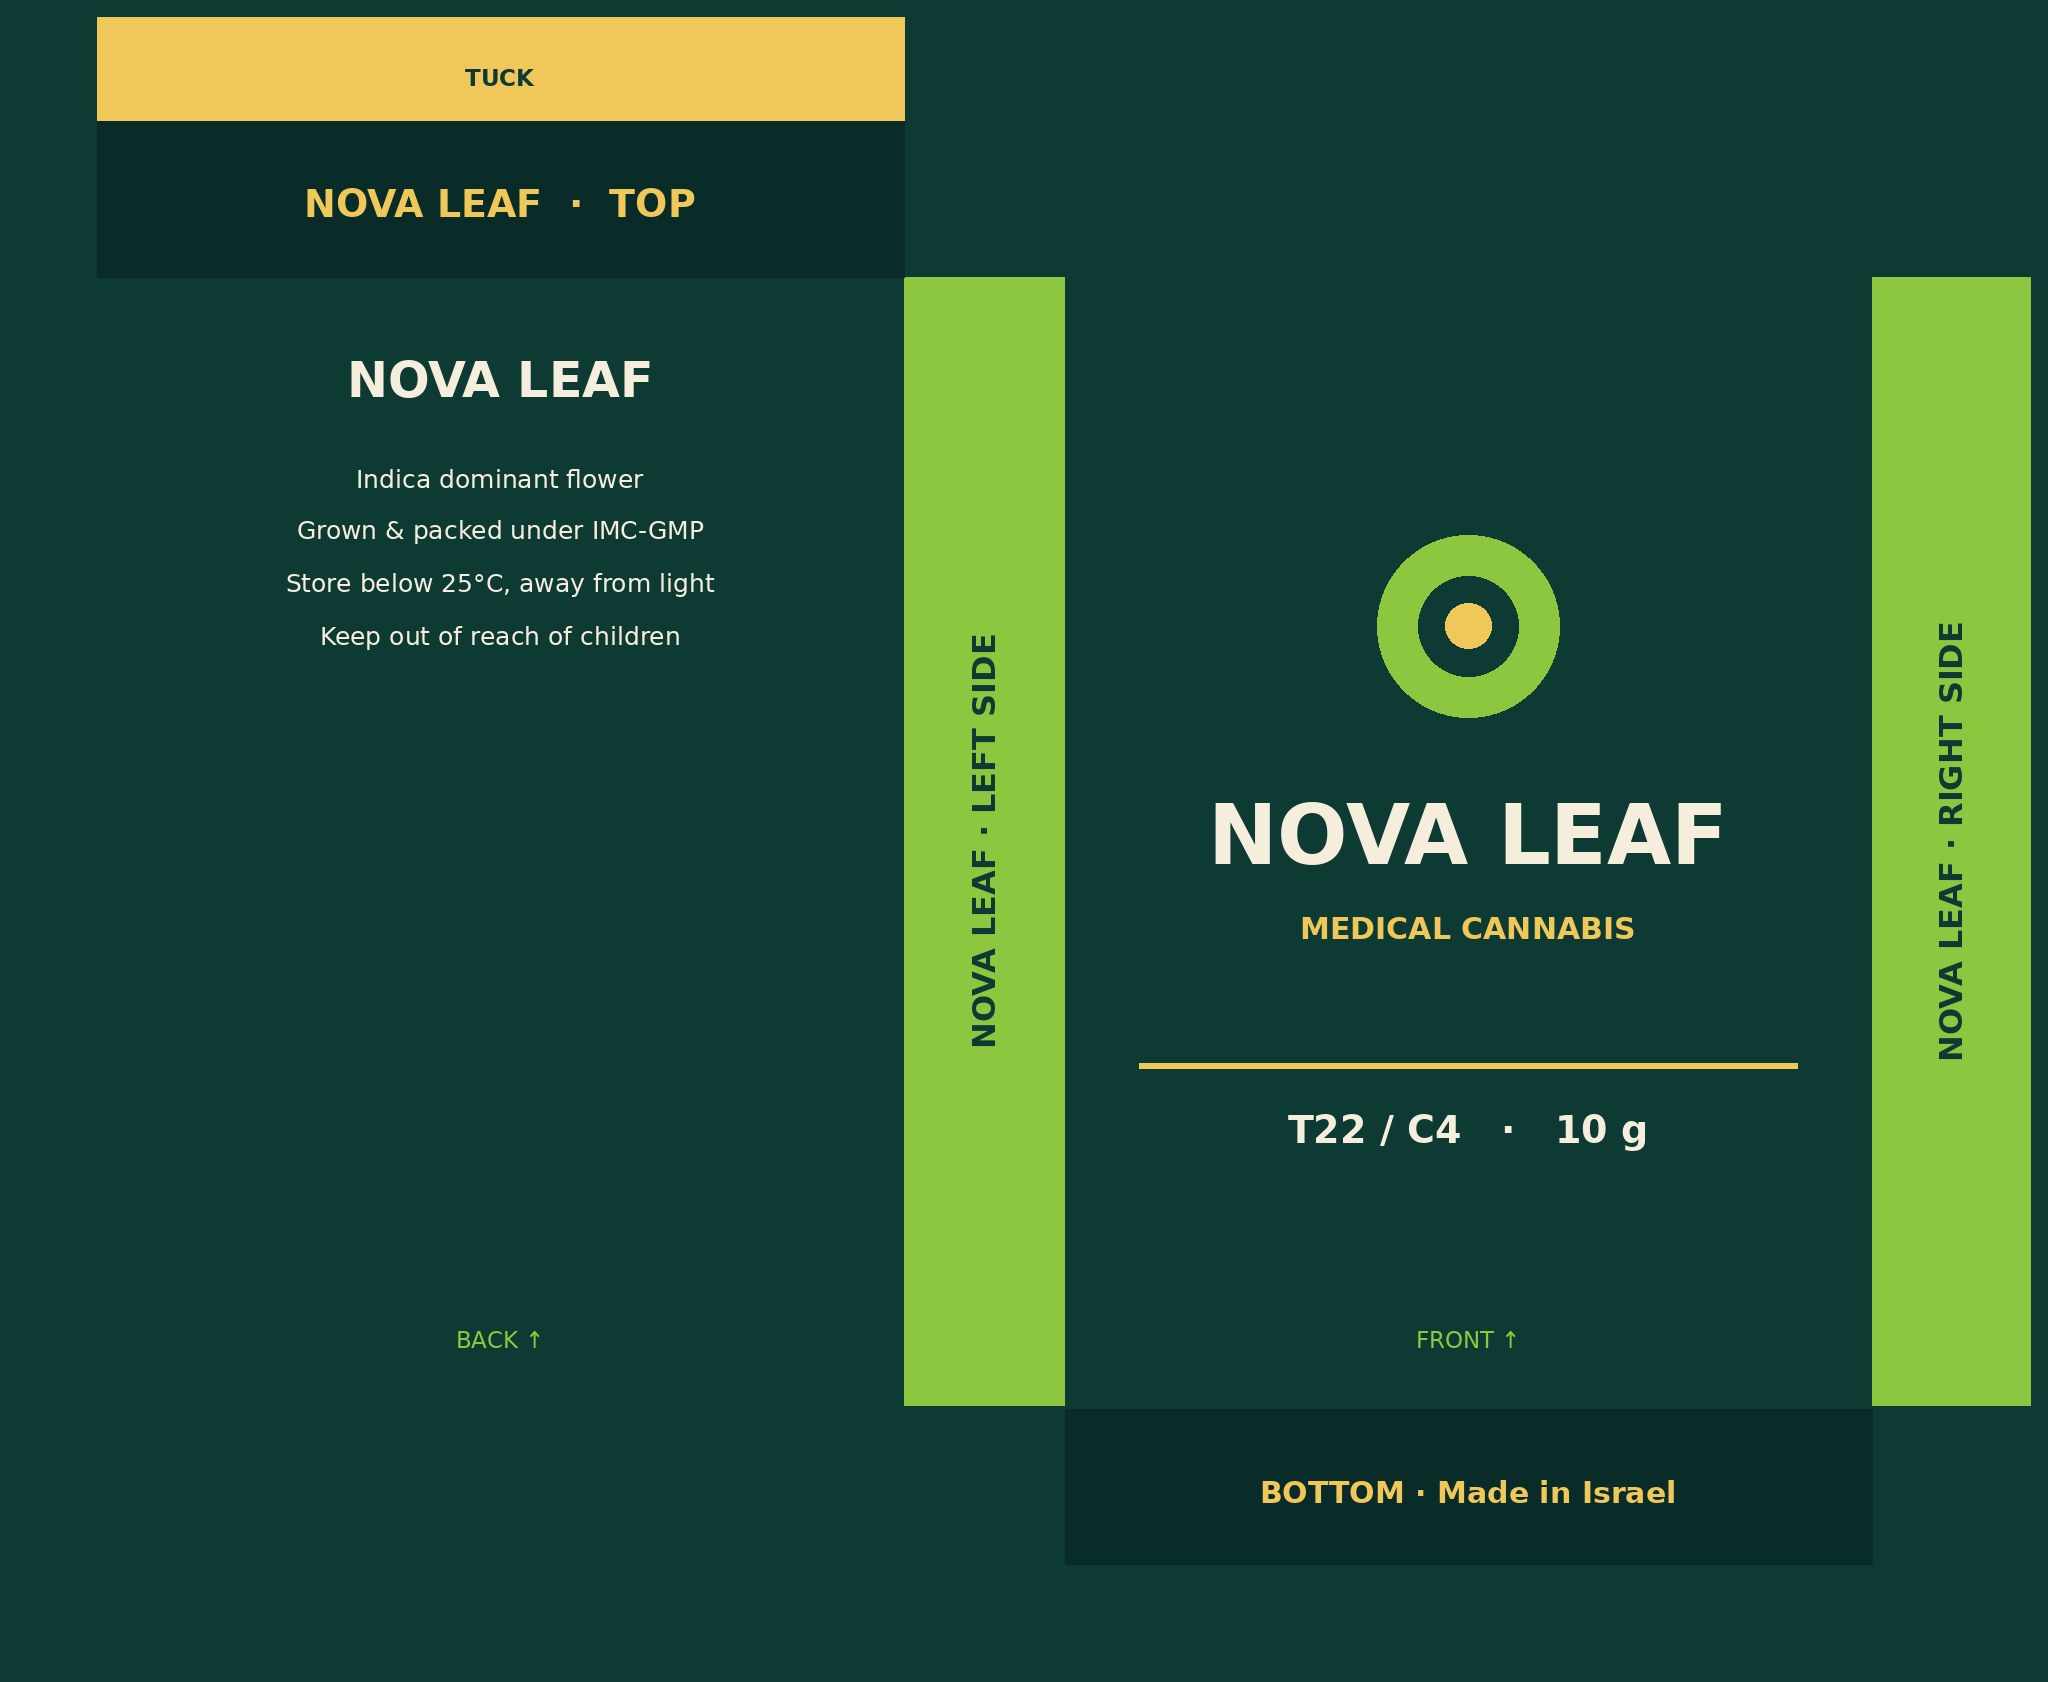 TUCK
NOVA LEAF · TOP
NOVA LEAF
Indica dominant flower
Grown & packed under IMC-GMP
Store below 25°C, away from light
Keep out of reach of children
BACK ↑
NOVA LEAF · LEFT SIDE
NOVA LEAF
MEDICAL CANNABIS
T22 / C4 · 10 g
FRONT ↑
NOVA LEAF · RIGHT SIDE
BOTTOM · Made in Israel